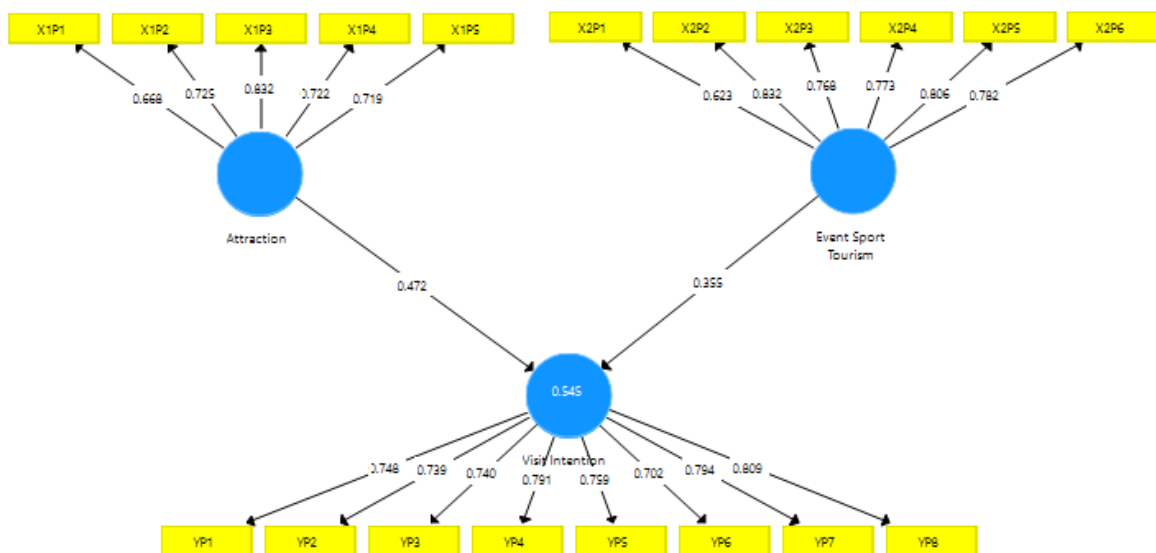 X1P1 X1P2 X1P3 X1P4 X1P5 X2P1 X2P2 X2P3 X2P4 X2P5 X2P6
0.668 0.725 0.832 0.722 0.719 0.623 0.832 0.768 0.773 0.806 0.782
Attraction
Event Sport
Tourism
0.472 0.355
0.545
Visit Intention
0.748 0.739 0.740 0.791 0.759 0.702 0.794 0.809
YP1 YP2 YP3 YP4 YP5 YP6 YP7 YP8